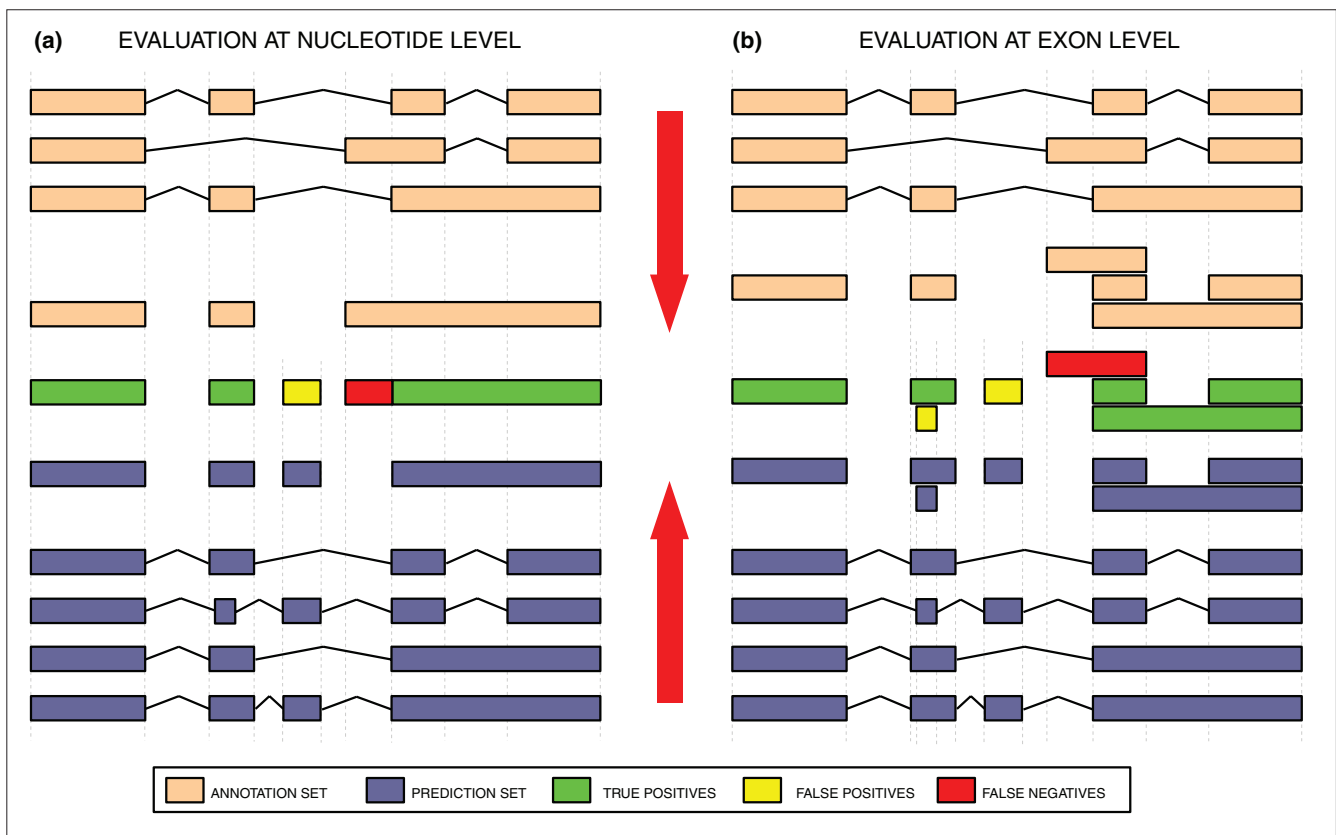 (a) EVALUATION AT NUCLEOTIDE LEVEL
(b) EVALUATION AT EXON LEVEL
ANNOTATION SET
PREDICTION SET
TRUE POSITIVES
FALSE POSITIVES
FALSE NEGATIVES